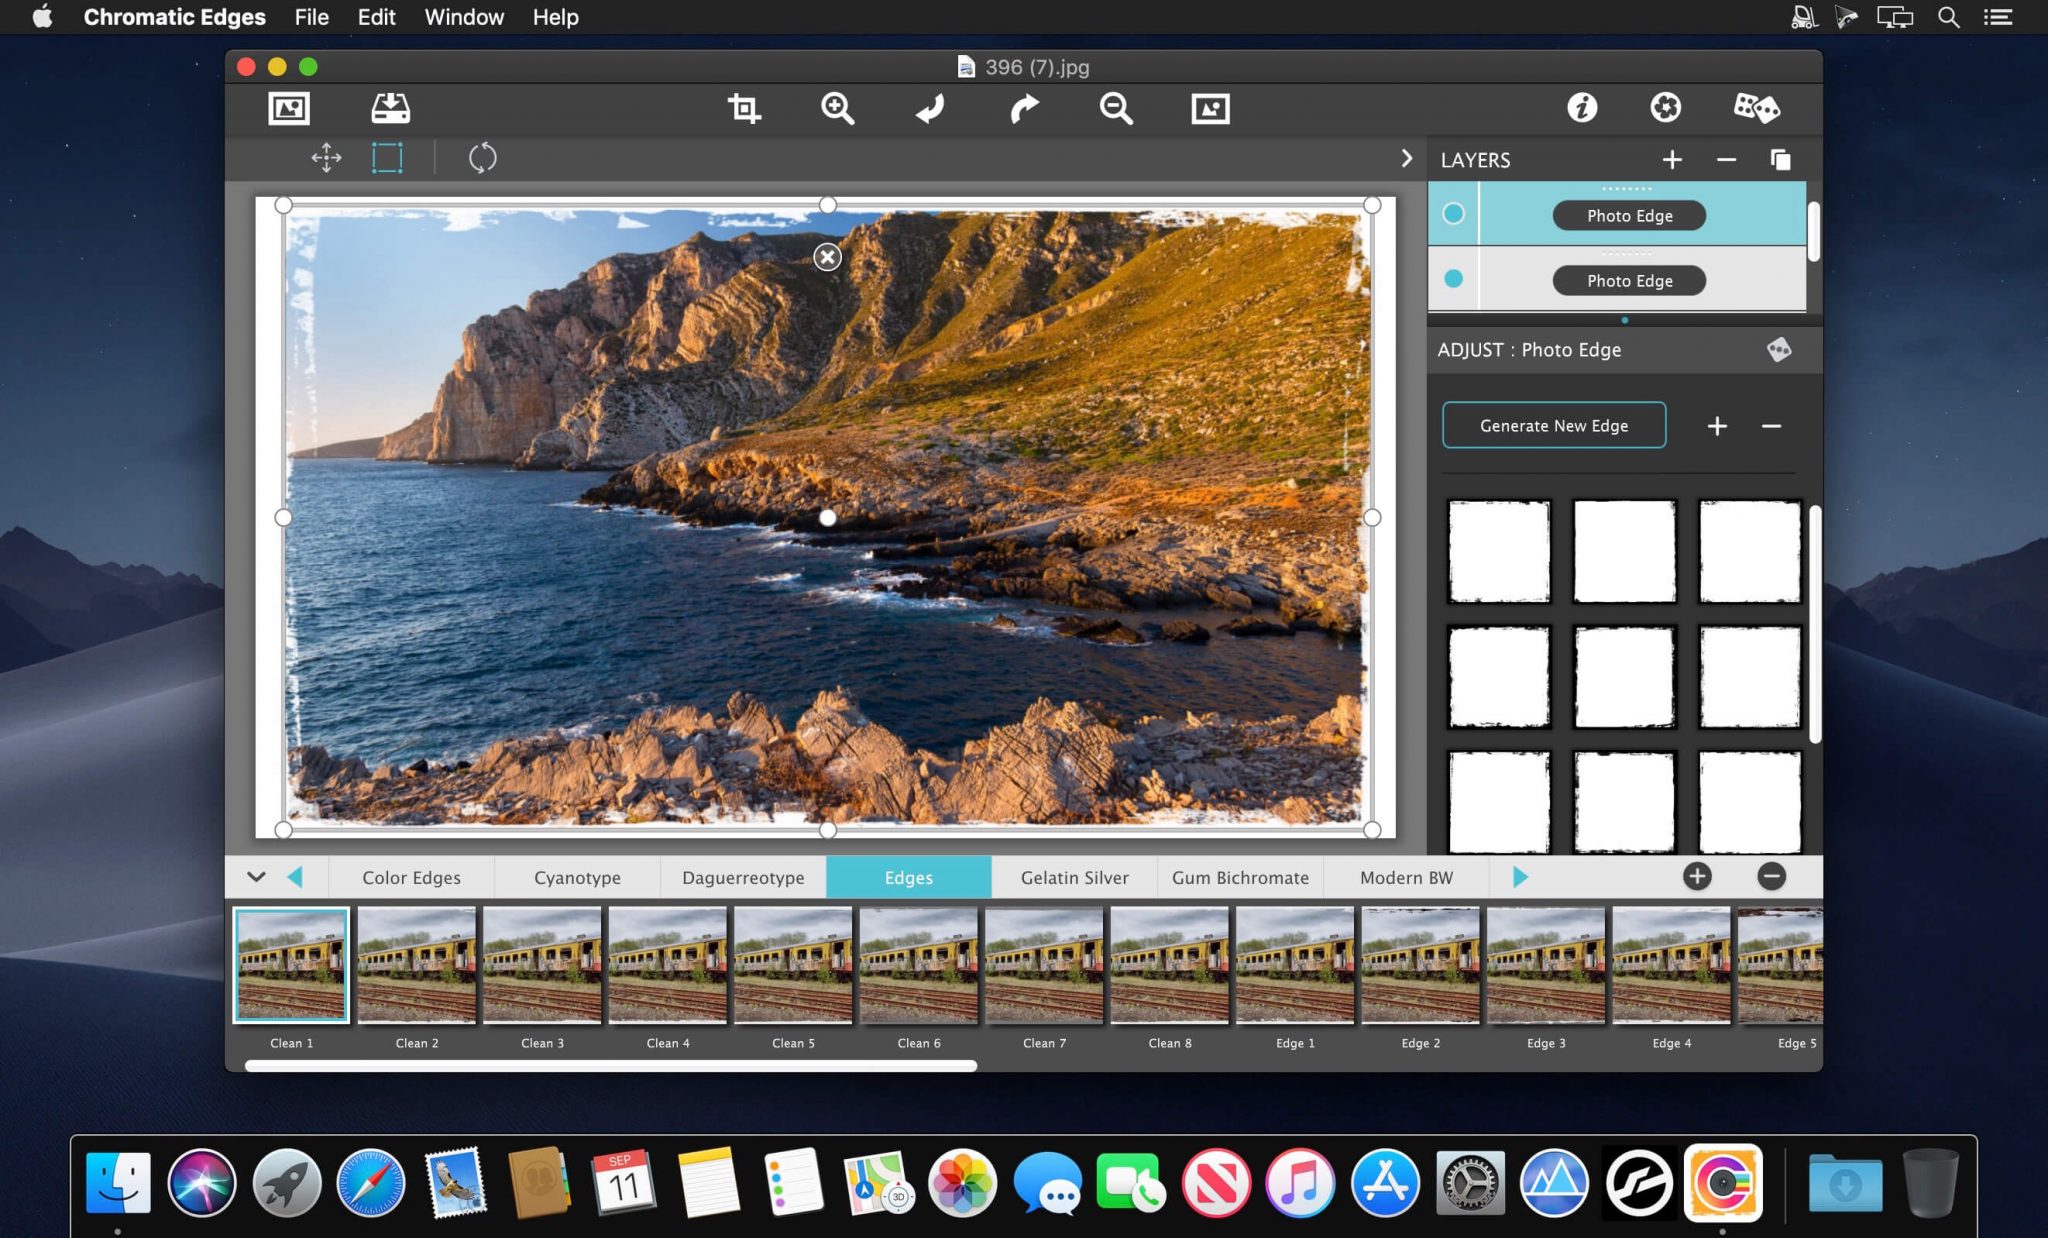 Chromatic Edges File Edit Window Help
396 (7).jpg
LAYERS
Photo Edge
Photo Edge
ADJUST : Photo Edge
Generate New Edge
Color Edges Cyanotype Daguerreotype Edges Gelatin Silver Gum Bichromate Modern BW
Clean 1 Clean 2 Clean 3 Clean 4 Clean 5 Clean 6 Clean 7 Clean 8 Edge 1 Edge 2 Edge 3 Edge 4 Edge 5
SEP
11
3D